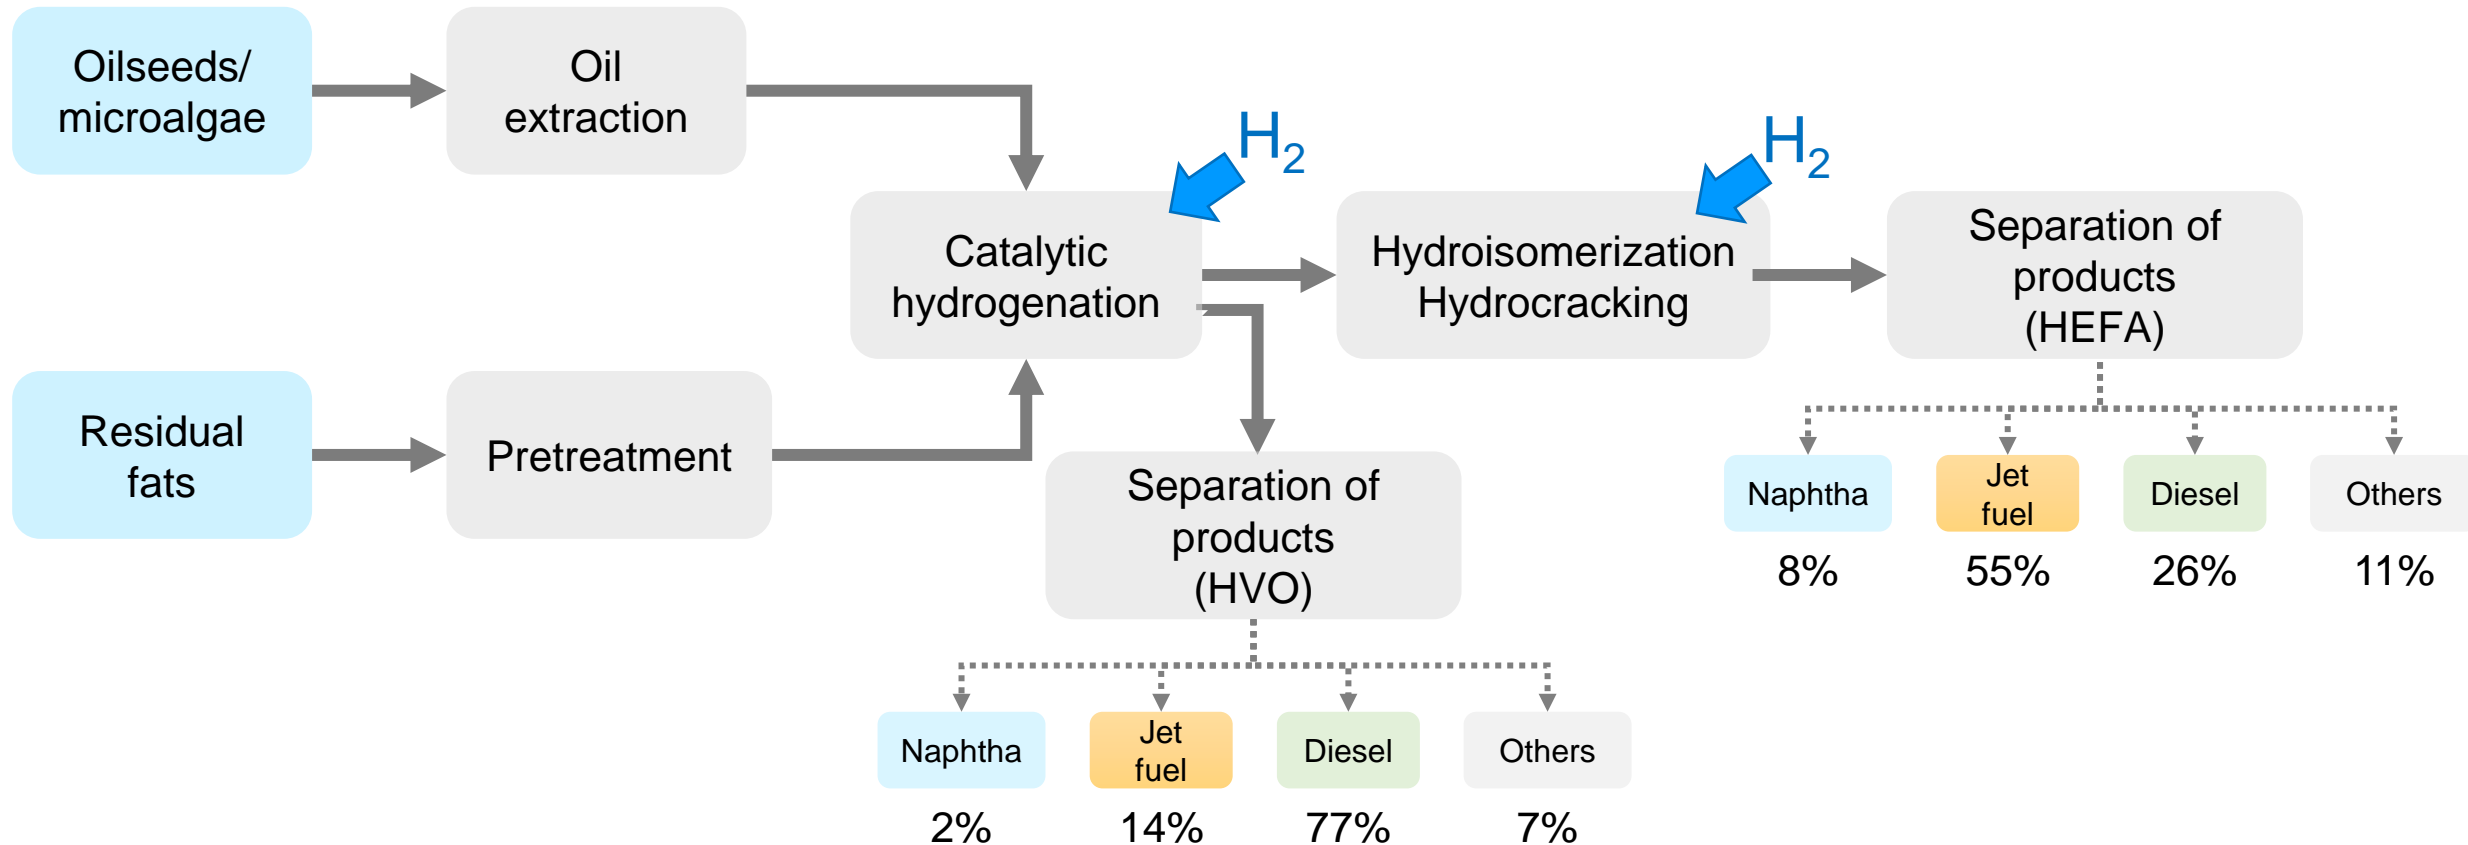 Oilseeds/
microalgae
Oil
extraction
H₂
H₂
Catalytic
hydrogenation
Hydroisomerization
Hydrocracking
Separation of
products
(HEFA)
Residual
fats
Pretreatment
Separation of
products
(HVO)
Naphtha
Jet
fuel
Diesel
Others
8%
55%
26%
11%
Naphtha
Jet
fuel
Diesel
Others
2%
14%
77%
7%